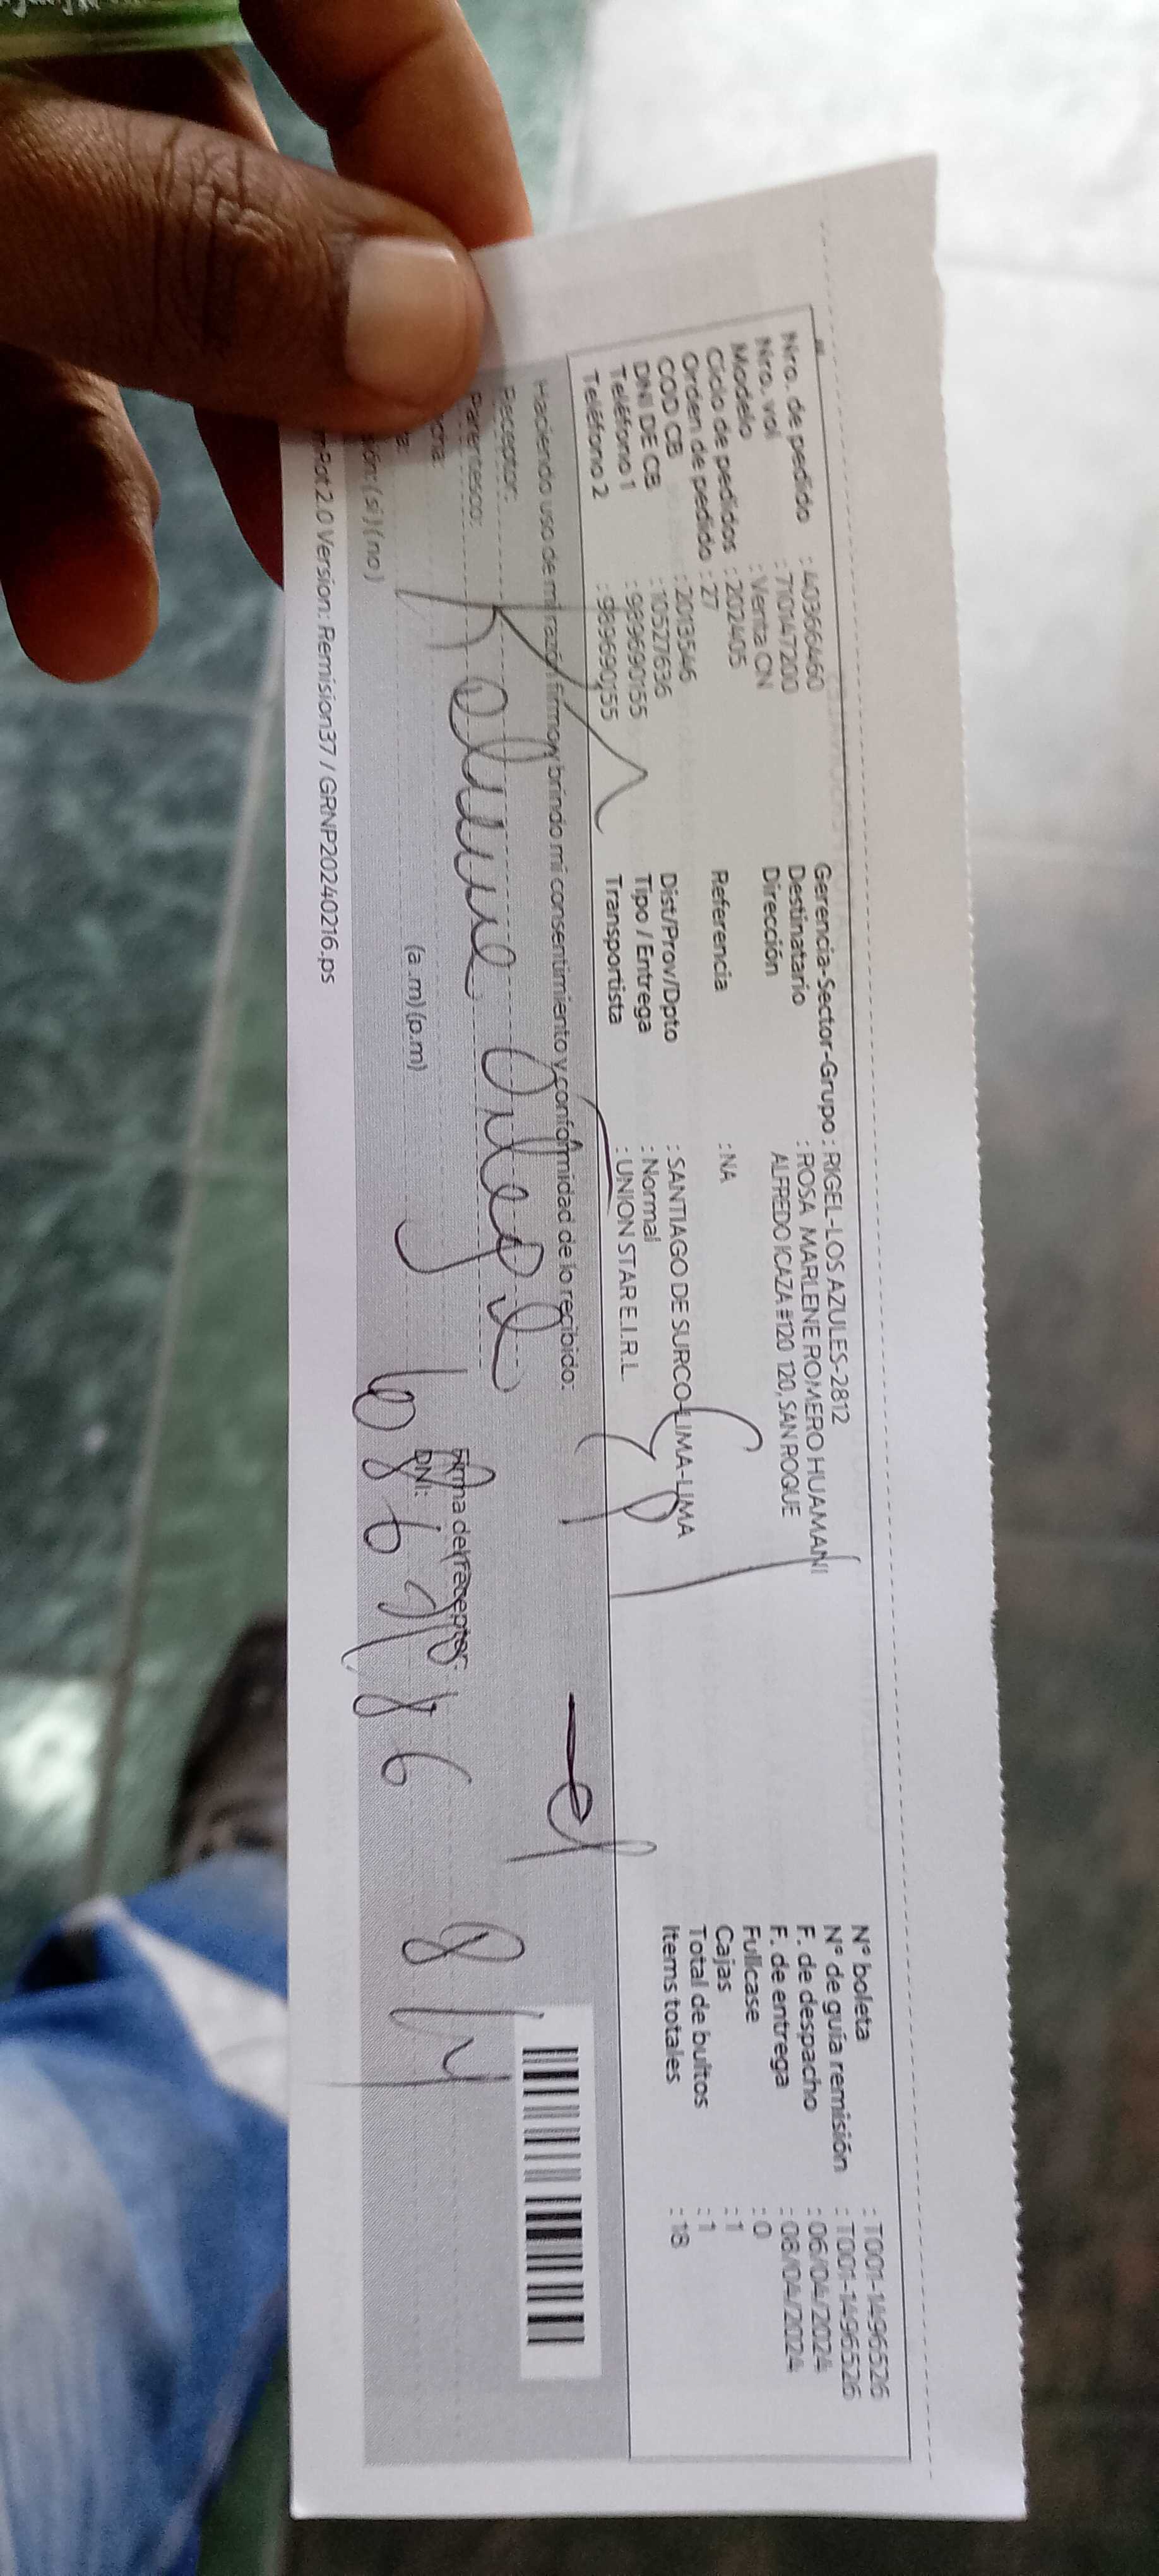 Nro. de pedido : 403664460
Nro. vol : 710147200
Modelo : Venta CN
Ciclo de pedidos : 202405
Orden de pedido : 27
COD CB : 2013546
DNI DE CB : 10527636
Teléfono 1 : 989690155
Teléfono 2 : 989690155
Gerencia-Sector-Grupo : RIGEL-LOS AZULES-2812
Destinatario : ROSA MARLENE ROMERO HUAMANI
Dirección ALFREDO ICAZA #120 120, SAN ROQUE
Referencia : NA
Dist/Prov/Dpto : SANTIAGO DE SURCO-LIMA-LIMA
Tipo / Entrega : Normal
Transportista : UNION STAR E.I.R.L.
N° boleta : T001-1496526
N° de guía remisión : T001-1496526
F. de despacho : 06/04/2024
F. de entrega : 08/04/2024
Fullcase : 0
Cajas : 1
Total de bultos : 1
Items totales : 18
Haciendo uso de mi razón firmo y brindo mi consentimiento y conformidad de lo recibido:
Receptor:
Parentesco:
(a.m) (p.m)
Firma del receptor:
DNI:
( si ) ( no )
2.0 Version: Remision37 / GRNP20240216.ps